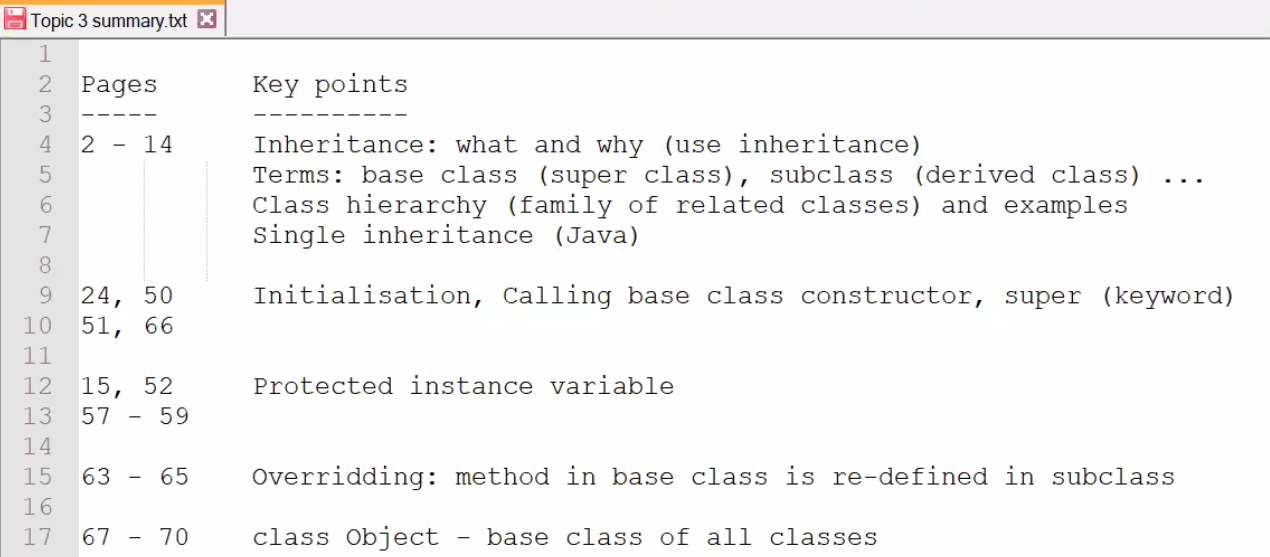 Topic 3 summary.txt
1
2 Pages Key points
3 ----- ----------
4 2 - 14 Inheritance: what and why (use inheritance)
5 Terms: base class (super class), subclass (derived class) ...
6 Class hierarchy (family of related classes) and examples
7 Single inheritance (Java)
8
9 24, 50 Initialisation, Calling base class constructor, super (keyword)
10 51, 66
11
12 15, 52 Protected instance variable
13 57 - 59
14
15 63 - 65 Overridding: method in base class is re-defined in subclass
16
17 67 - 70 class Object - base class of all classes